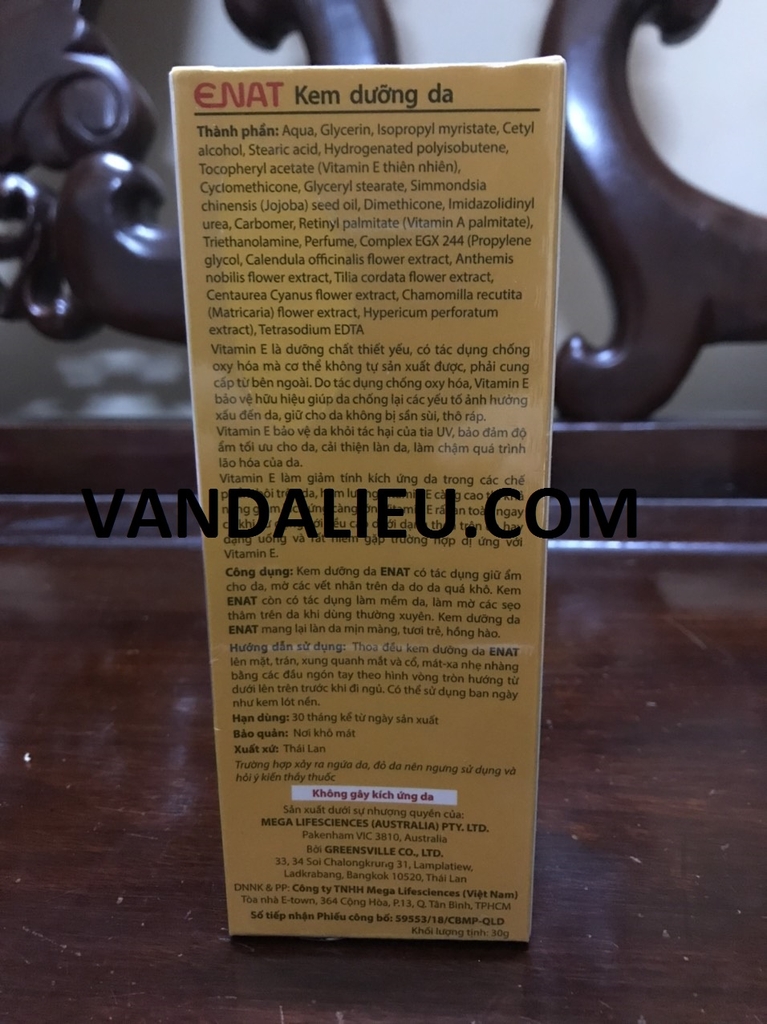 ENAT Kem dưỡng da
Thành phần: Aqua, Glycerin, Isopropyl myristate, Cetyl
alcohol, Stearic acid, Hydrogenated polyisobutene,
Tocopheryl acetate (Vitamin E thiên nhiên),
Cyclomethicone, Glyceryl stearate, Simmondsia
chinensis (Jojoba) seed oil, Dimethicone, Imidazolidinyl
urea, Carbomer, Retinyl palmitate (Vitamin A palmitate),
Triethanolamine, Perfume, Complex EGX 244 (Propylene
glycol, Calendula officinalis flower extract, Anthemis
nobilis flower extract, Tilia cordata flower extract,
Centaurea Cyanus flower extract, Chamomilla recutita
(Matricaria) flower extract, Hypericum perforatum
extract), Tetrasodium EDTA
Vitamin E là dưỡng chất thiết yếu, có tác dụng chống
oxy hóa mà cơ thể không tự sản xuất được, phải cung
cấp từ bên ngoài. Do tác dụng chống oxy hóa, Vitamin E
bảo vệ hữu hiệu giúp da chống lại các yếu tố ảnh hưởng
xấu đến da, giữ cho da không bị sần sùi, thô ráp.
Vitamin E bảo vệ da khỏi tác hại của tia UV, bảo đảm độ
ẩm tối ưu cho da, cải thiện làn da, làm chậm quá trình
lão hóa của da.
Vitamin E làm giảm tính kích ứng da trong các chế
VANDALIEU.COM
dạng uống và rất hiếm gặp trường hợp dị ứng với
Vitamin E.
Công dụng: Kem dưỡng da ENAT có tác dụng giữ ẩm
cho da, mờ các vết nhăn trên da do da quá khô. Kem
ENAT còn có tác dụng làm mềm da, làm mờ các sẹo
thâm trên da khi dùng thường xuyên. Kem dưỡng da
ENAT mang lại làn da mịn màng, tươi trẻ, hồng hào.
Hướng dẫn sử dụng: Thoa đều kem dưỡng da ENAT
lên mặt, trán, xung quanh mắt và cổ, mát-xa nhẹ nhàng
bằng các đầu ngón tay theo hình vòng tròn hướng từ
dưới lên trên trước khi đi ngủ. Có thể sử dụng ban ngày
như kem lót nền.
Hạn dùng: 30 tháng kể từ ngày sản xuất
Bảo quản: Nơi khô mát
Xuất xứ: Thái Lan
Trường hợp xảy ra ngứa da, đỏ da nên ngưng sử dụng và
hỏi ý kiến thầy thuốc
Không gây kích ứng da
Sản xuất dưới sự nhượng quyền của:
MEGA LIFESCIENCES (AUSTRALIA) PTY. LTD.
Pakenham VIC 3810, Australia
Bởi GREENSVILLE CO., LTD.
33, 34 Soi Chalongkrung 31, Lamplatiew,
Ladkrabang, Bangkok 10520, Thái Lan
DNNK & PP: Công ty TNHH Mega Lifesciences (Việt Nam)
Tòa nhà E-town, 364 Cộng Hòa, P.13, Q. Tân Bình, TPHCM
Số tiếp nhận Phiếu công bố: 59553/18/CBMP-QLD
Khối lượng tịnh: 30g